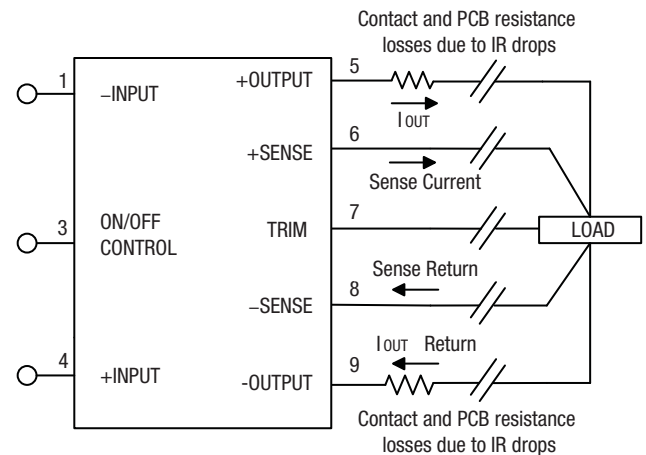 Contact and PCB resistance
losses due to IR drops
5
+OUTPUT
1
−INPUT
IOUT
6
+SENSE
Sense Current
7
3
ON/OFF
CONTROL
TRIM
LOAD
Sense Return
8
−SENSE
IOUT Return
4
9
+INPUT
-OUTPUT
Contact and PCB resistance
losses due to IR drops